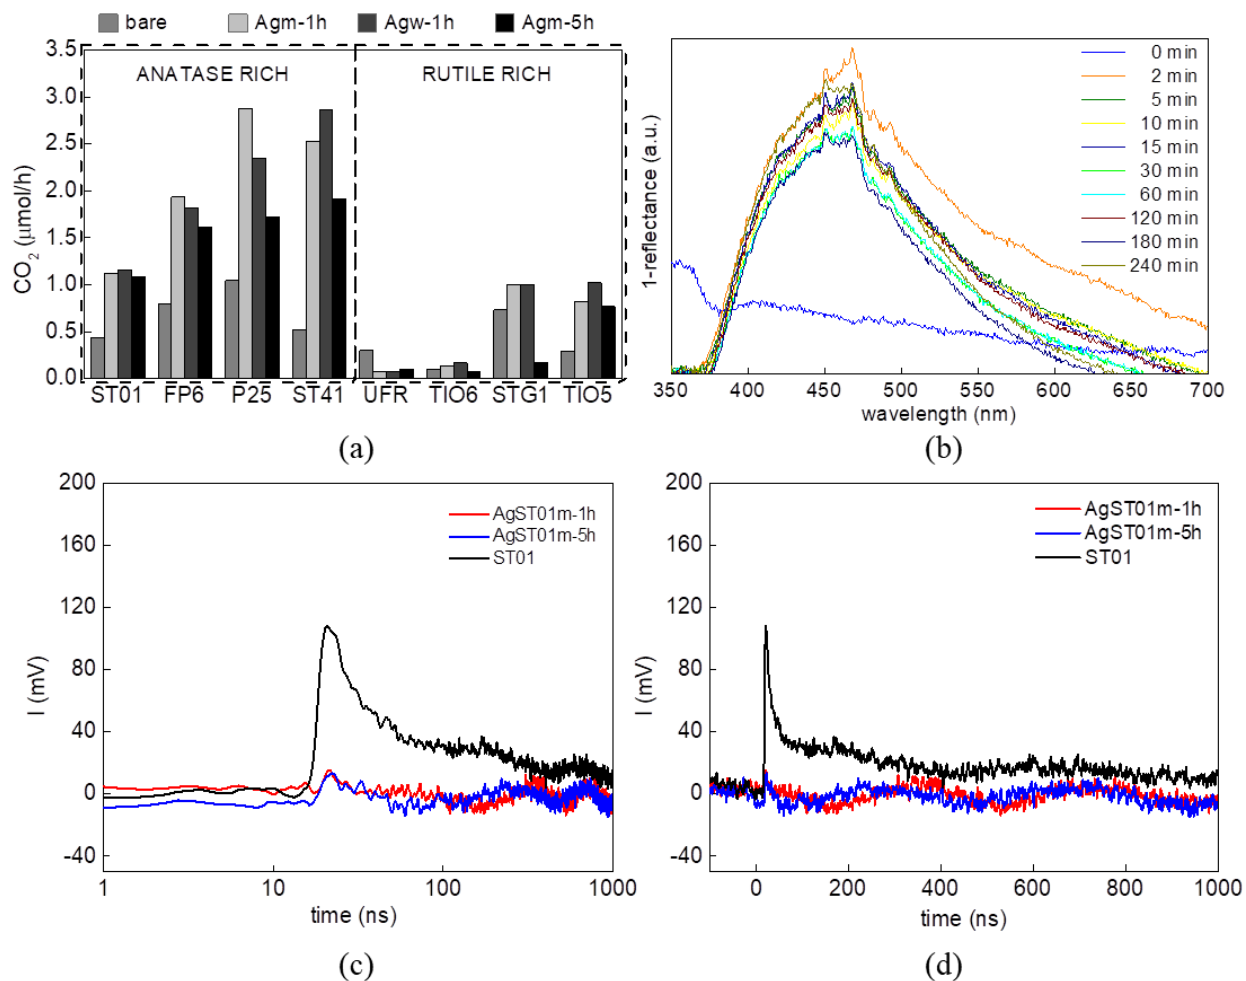 bare Agm-1h Agw-1h Agm-5h
3.5
3.0
2.5
2.0
1.5
1.0
0.5
0.0
CO2 (μmol/h)
ANATASE RICH RUTILE RICH
ST01 FP6 P25 ST41 UFR TIO6 STG1 TIO5
(a)
1-reflectance (a.u.)
0 min
2 min
5 min
10 min
15 min
30 min
60 min
120 min
180 min
240 min
350 400 450 500 550 600 650 700
wavelength (nm)
(b)
200
160
120
80
40
0
-40
I (mV)
AgST01m-1h
AgST01m-5h
ST01
1 10 100 1000
time (ns)
(c)
200
160
120
80
40
0
-40
I (mV)
AgST01m-1h
AgST01m-5h
ST01
0 200 400 600 800 1000
time (ns)
(d)